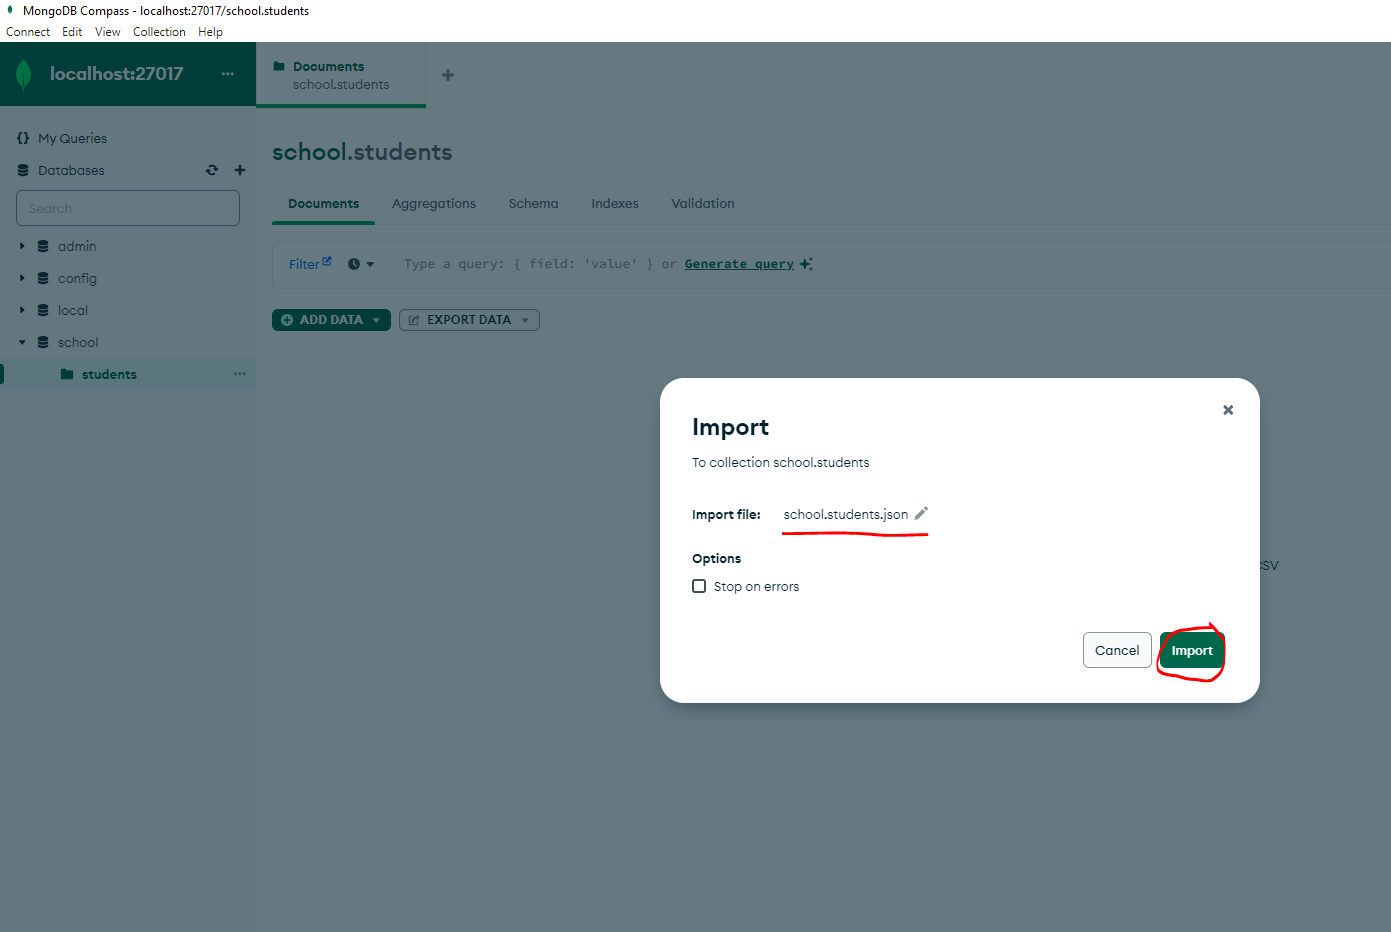 MongoDB Compass - localhost:27017/school.students
Connect Edit View Collection Help
localhost:27017 ...
Documents
school.students
{} My Queries
Databases
Search
admin
config
local
school
students ...
school.students
Documents Aggregations Schema Indexes Validation
Filter Type a query: { field: 'value' } or Generate query
ADD DATA EXPORT DATA
Import
To collection school.students
Import file: school.students.json
CSV
Options
Stop on errors
Cancel Import